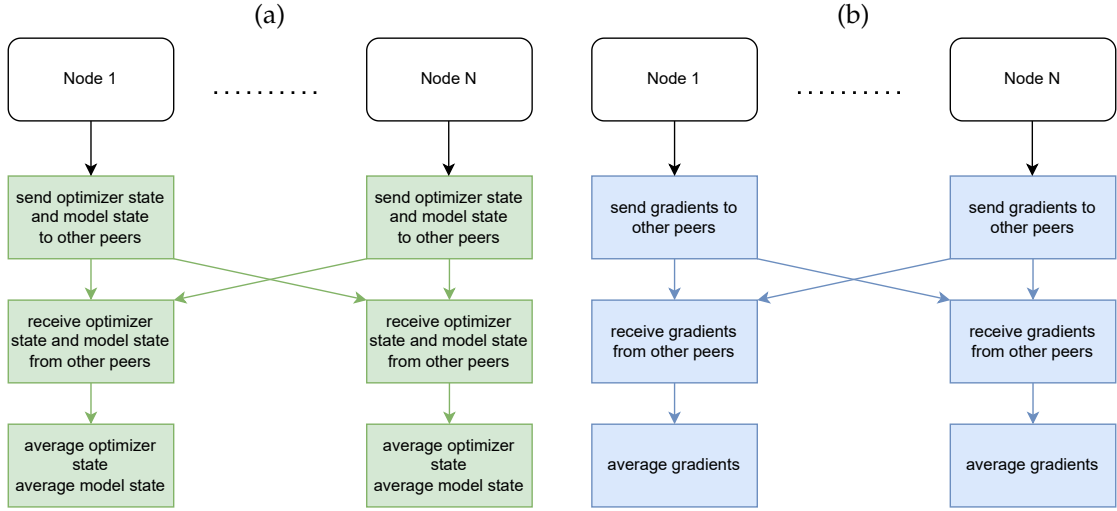 (a)
Node 1
..........
Node N
send optimizer state
and model state
to other peers
send optimizer state
and model state
to other peers
receive optimizer
state and model state
from other peers
receive optimizer
state and model state
from other peers
average optimizer
state
average model state
average optimizer
state
average model state
(b)
Node 1
..........
Node N
send gradients to
other peers
send gradients to
other peers
receive gradients
from other peers
receive gradients
from other peers
average gradients
average gradients